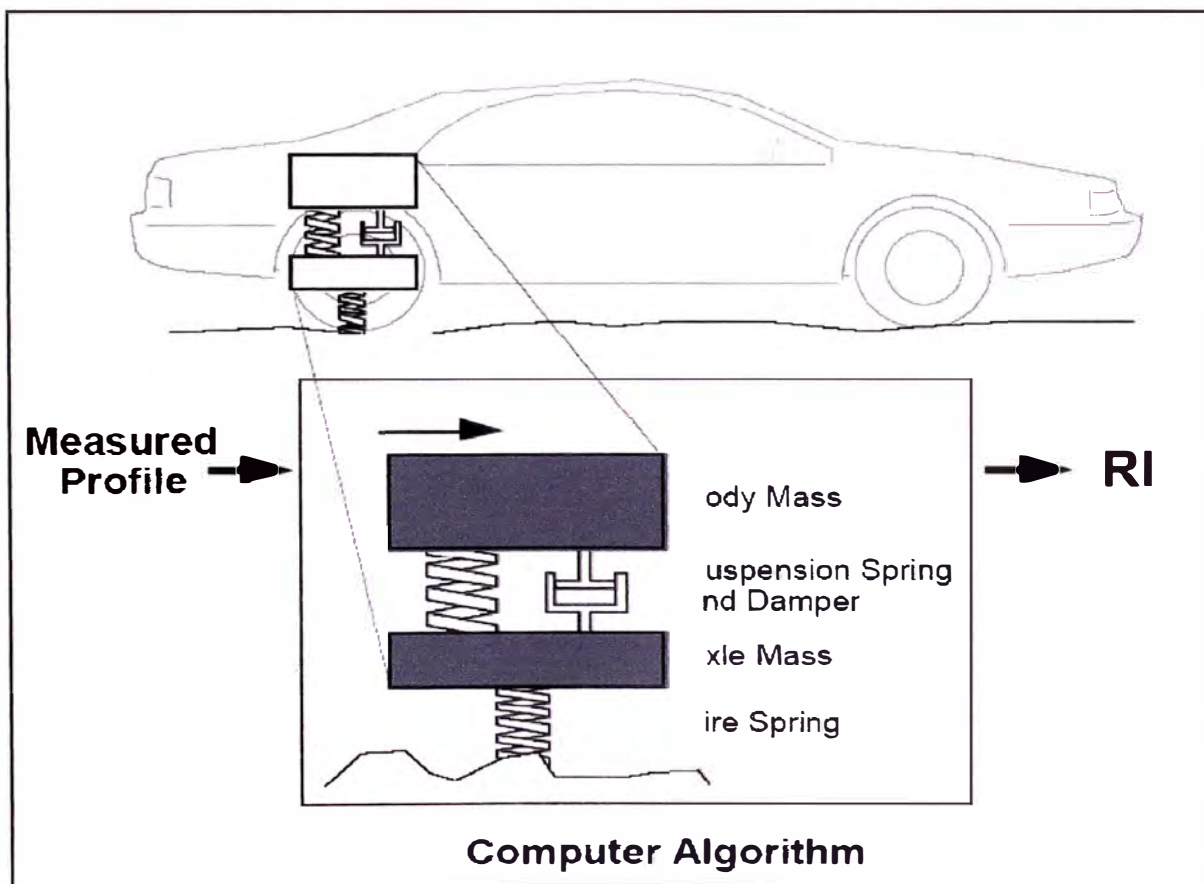 Measured
Profile
RI
ody Mass
uspension Spring
nd Damper
xle Mass
ire Spring
Computer Algorithm